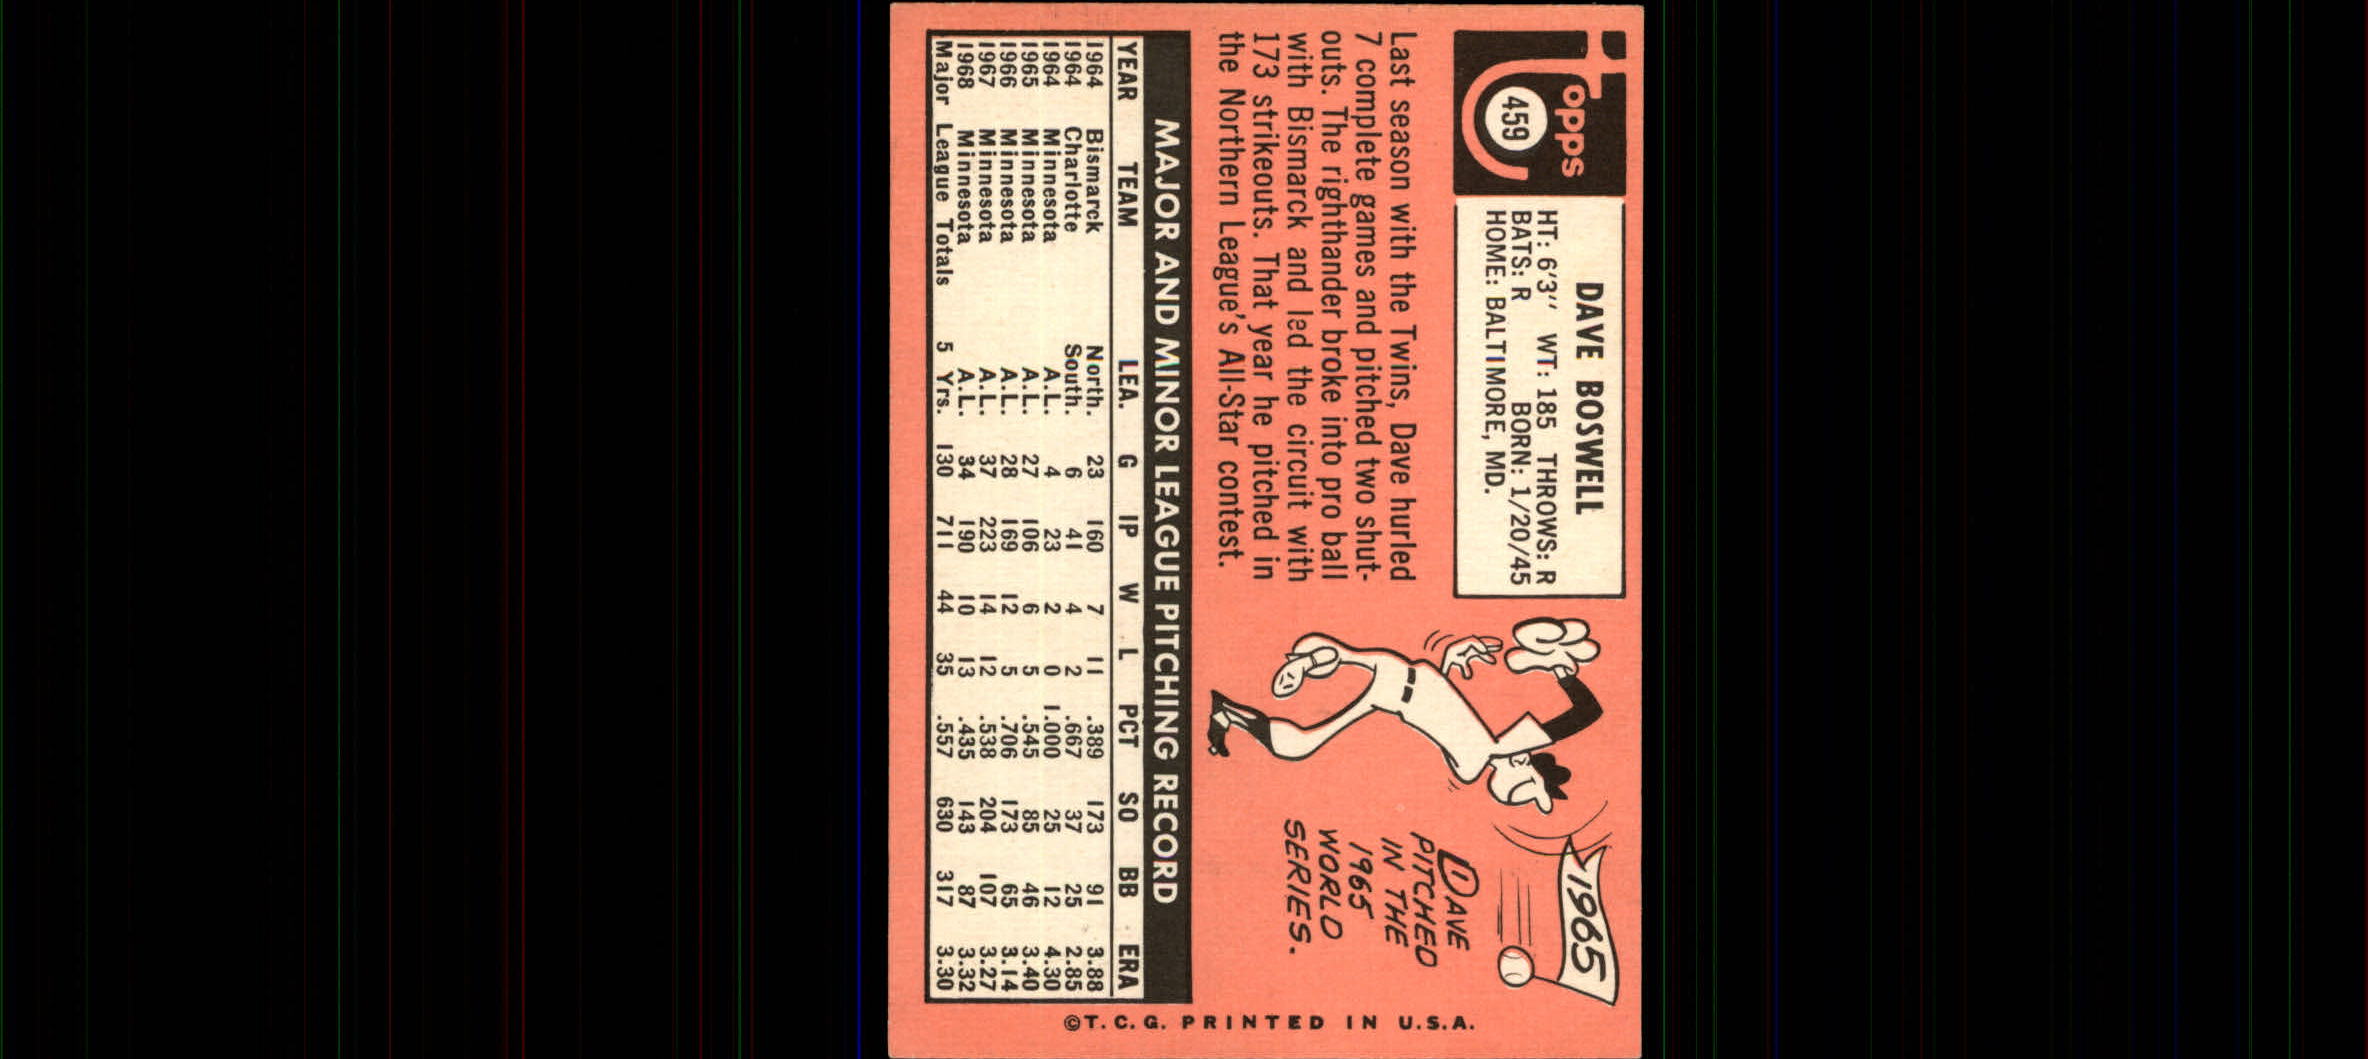 Topps
459
DAVE BOSWELL
HT: 6'3'' WT: 185 THROWS: R
BATS: R BORN: 1/20/45
HOME: BALTIMORE, MD.
Last season with the Twins, Dave hurled
7 complete games and pitched two shut-
outs. The righthander broke into pro ball
with Bismarck and led the circuit with
173 strikeouts. That year he pitched in
the Northern League's All-Star contest.
1965
DAVE
PITCHED
IN THE
1965
WORLD
SERIES.
MAJOR AND MINOR LEAGUE PITCHING RECORD
YEAR TEAM LEA. G IP W L PCT SO BB ERA
1964 Bismarck North. 23 160 7 11 .389 173 91 3.88
1964 Charlotte South. 6 41 4 2 .667 37 25 2.85
1964 Minnesota A.L. 4 23 2 0 1.000 25 12 4.30
1965 Minnesota A.L. 27 106 6 5 .545 85 46 3.40
1966 Minnesota A.L. 28 169 12 5 .706 173 65 3.14
1967 Minnesota A.L. 37 223 14 12 .538 204 107 3.27
1968 Minnesota A.L. 34 190 10 13 .435 143 87 3.32
Major League Totals 5 Yrs. 130 711 44 35 .557 630 317 3.30
©T.C.G. PRINTED IN U.S.A.